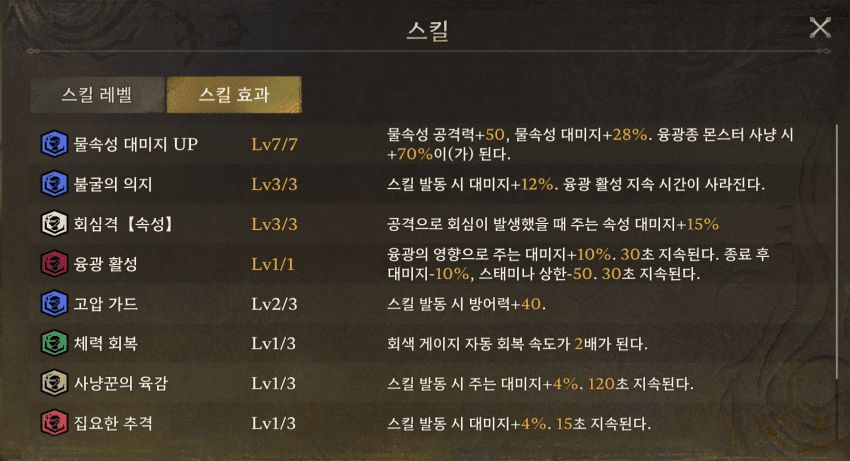 스킬
스킬 레벨
스킬 효과
물속성 대미지 UP Lv7/7 물속성 공격력+50, 물속성 대미지+28%. 융광종 몬스터 사냥 시
+70%이(가) 된다.
불굴의 의지 Lv3/3 스킬 발동 시 대미지+12%. 융광 활성 지속 시간이 사라진다.
회심격【속성】 Lv3/3 공격으로 회심이 발생했을 때 주는 속성 대미지+15%
융광 활성 Lv1/1 융광의 영향으로 주는 대미지+10%. 30초 지속된다. 종료 후
대미지-10%, 스태미나 상한-50. 30초 지속된다.
고압 가드 Lv2/3 스킬 발동 시 방어력+40.
체력 회복 Lv1/3 회색 게이지 자동 회복 속도가 2배가 된다.
사냥꾼의 육감 Lv1/3 스킬 발동 시 주는 대미지+4%. 120초 지속된다.
집요한 추격 Lv1/3 스킬 발동 시 대미지+4%. 15초 지속된다.